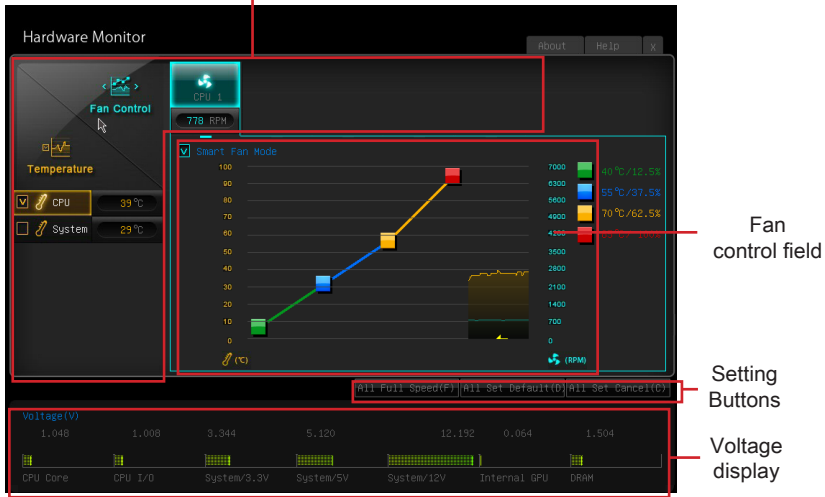 Hardware Monitor
About Help X
Fan Control
CPU 1
778 RPM
Temperature
CPU 39°C
System 29°C
Smart Fan Mode
100 7000 40°C/12.5%
90 6300
80 5600 55°C/37.5%
70 4900 70°C/62.5%
60 4200
50 3500
40 2800
30 2100
20 1400
10 700
0 0
(°C) (RPM)
Fan
control field
All Full Speed(F) All Set Default(D) All Set Cancel(C)
Setting
Buttons
Voltage(V)
1.048 1.008 3.344 5.120 12.192 0.064 1.504
CPU Core CPU I/O System/3.3V System/5V System/12V Internal GPU DRAM
Voltage
display